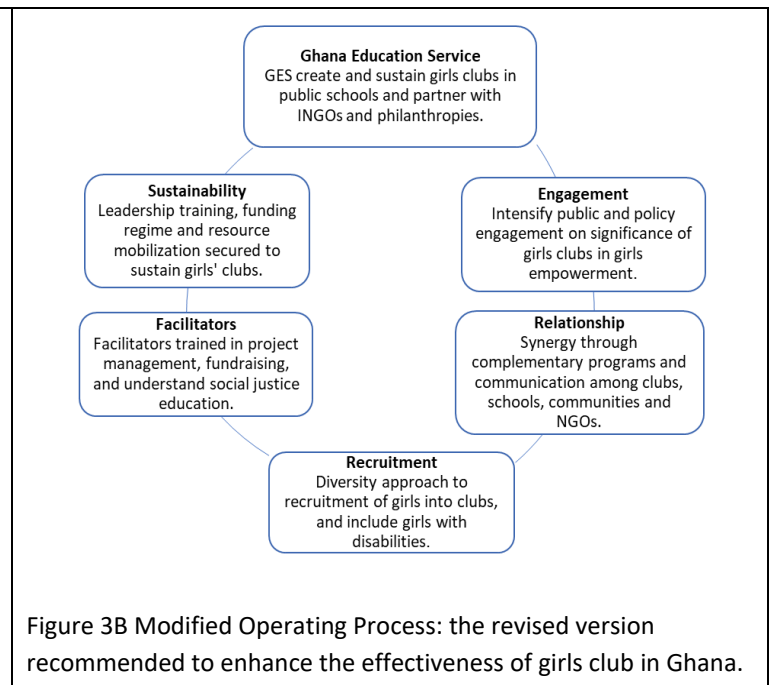 Ghana Education Service
GES create and sustain girls clubs in
public schools and partner with
INGOs and philanthropies.
Engagement
Intensify public and policy
engagement on significance of
girls clubs in girls
empowerment.
Relationship
Synergy through
complementary programs and
communication among clubs,
schools, communities and
NGOs.
Recruitment
Diversity approach to
recruitment of girls into clubs,
and include girls with
disabilities.
Facilitators
Facilitators trained in project
management, fundraising,
and understand social justice
education.
Sustainability
Leadership training, funding
regime and resource
mobilization secured to
sustain girls' clubs.
Figure 3B Modified Operating Process: the revised version
recommended to enhance the effectiveness of girls club in Ghana.